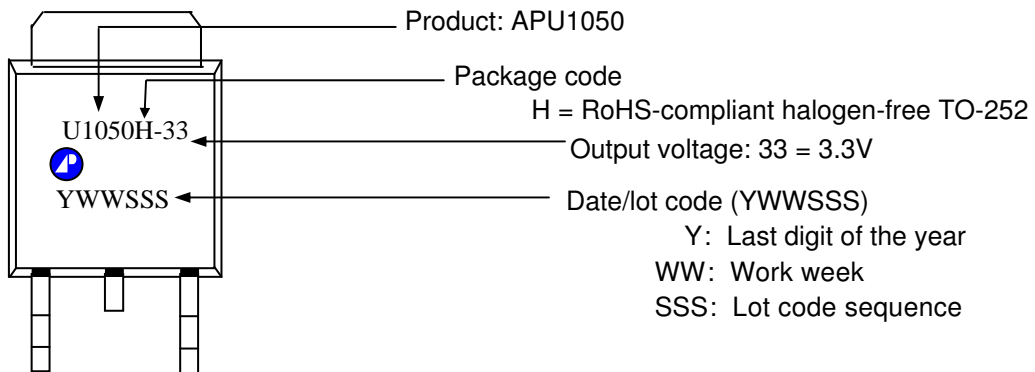 Product: APU1050
Package code
H = RoHS-compliant halogen-free TO-252
U1050H-33
Output voltage: 33 = 3.3V
YWWSSS
Date/lot code (YWWSSS)
Y: Last digit of the year
WW: Work week
SSS: Lot code sequence